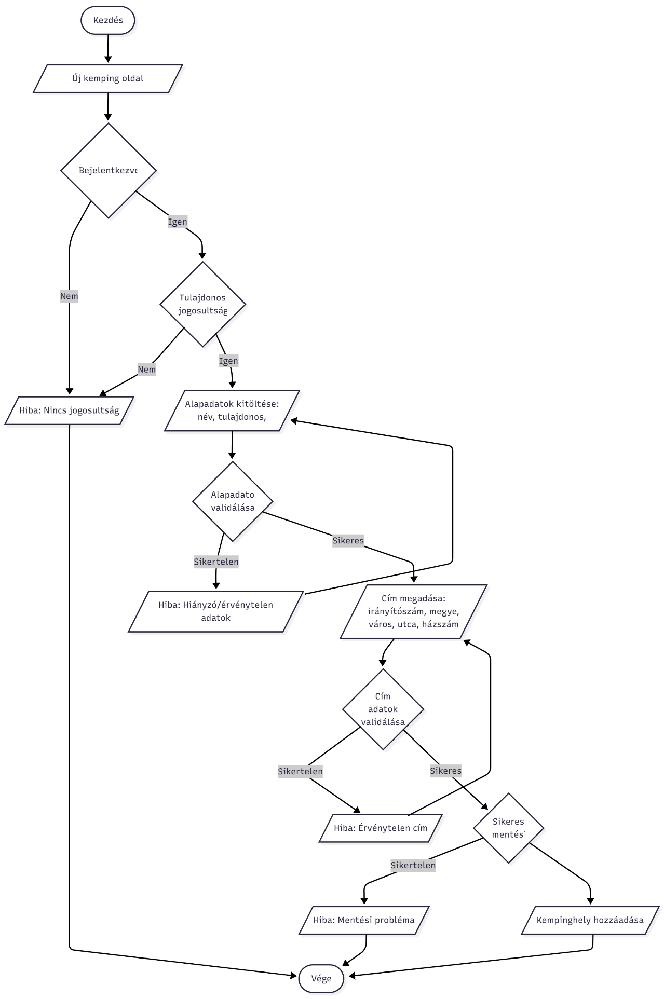 Kezdés
Új kemping oldal
Bejelentkezve
Igen
Nem
Tulajdonos
jogosultság
Nem
Igen
Hiba: Nincs jogosultság
Alapadatok kitöltése:
név, tulajdonos,
Alapadato
validálása
Sikeres
Sikertelen
Hiba: Hiányzó/érvénytelen
adatok
Cím megadása:
irányítószám, megye,
város, utca, házszám
Cím
adatok
validálása
Sikertelen
Sikeres
Hiba: Érvénytelen cím
Sikeres
mentés?
Sikertelen
Hiba: Mentési probléma
Kempinghely hozzáadása
Vége